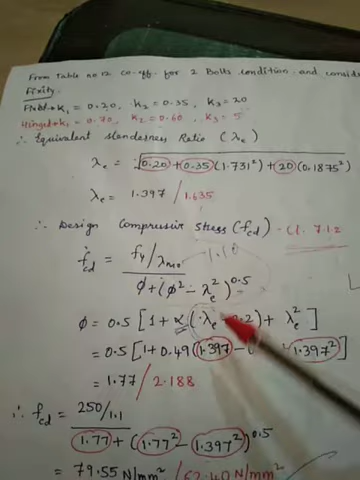 From Table no 12 Co-eff. for 2 Bolts condition and conside
Fixity.
Fixed → K₁ = 0.20, K₂ = 0.35, K₃ = 20
Hinged → K₁ = 0.70, K₂ = 0.60, K₃ = 5
∴ Equivalent Slenderness Ratio (λe)
λe = √0.20 + 0.35 (1.731²) + 20 (0.1875²)
λe = 1.397 / 1.635
∴ Design Compressive Stress (fcd) - Cl. 7.1.2
fcd = fy/λmo / ϕ + (ϕ² - λe²)^0.5 1.10
ϕ = 0.5 [1 + α (λe 0.2) + λe²]
= 0.5 [1 + 0.49 (1.397 - 0 1.397²]
= 1.77 / 2.188
∴ fcd = 250/1.1 / 1.77 + (1.77² - 1.397²)^0.5
= 79.55 N/mm² / 62.40 N/mm²